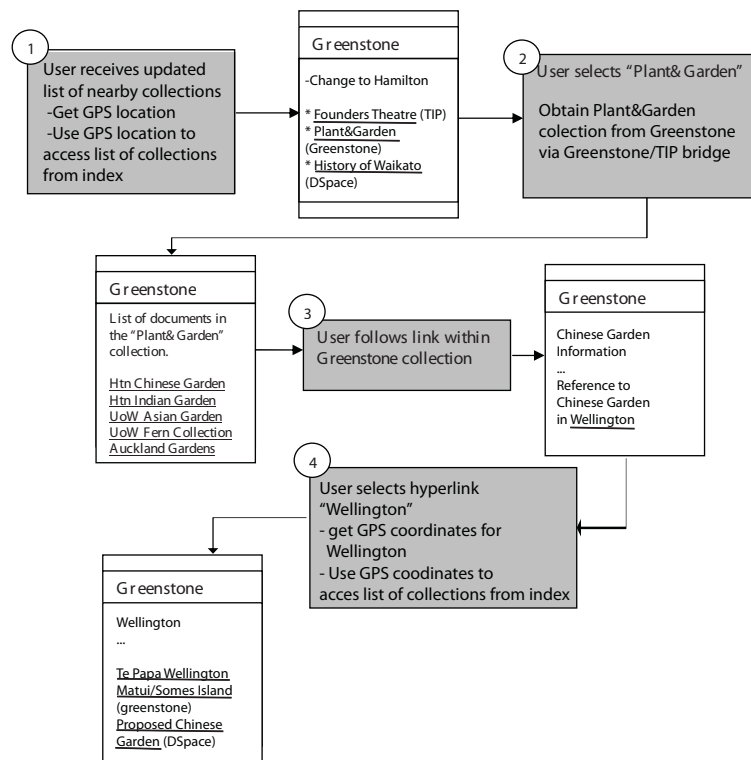 1
User receives updated
list of nearby collections
-Get GPS location
-Use GPS location to
access list of collections
from index
Greenstone
-Change to Hamilton
* Founders Theatre (TIP)
* Plant&Garden
(Greenstone)
* History of Waikato
(DSpace)
2
User selects "Plant& Garden"
Obtain Plant&Garden
colection from Greenstone
via Greenstone/TIP bridge
Greenstone
List of documents in
the "Plant& Garden"
collection.
Htn Chinese Garden
Htn Indian Garden
UoW Asian Garden
UoW Fern Collection
Auckland Gardens
3
User follows link within
Greenstone collection
Greenstone
Chinese Garden
Information
...
Reference to
Chinese Garden
in Wellington
4
User selects hyperlink
"Wellington"
- get GPS coordinates for
Wellington
- Use GPS coodinates to
acces list of collections from index
Greenstone
Wellington
...
Te Papa Wellington
Matui/Somes Island
(greenstone)
Proposed Chinese
Garden (DSpace)